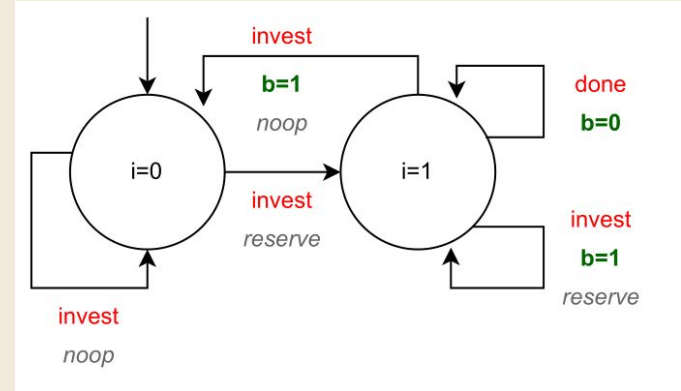 invest
b=1
noop
done
b=0
i=0
i=1
invest
reserve
invest
b=1
reserve
invest
noop